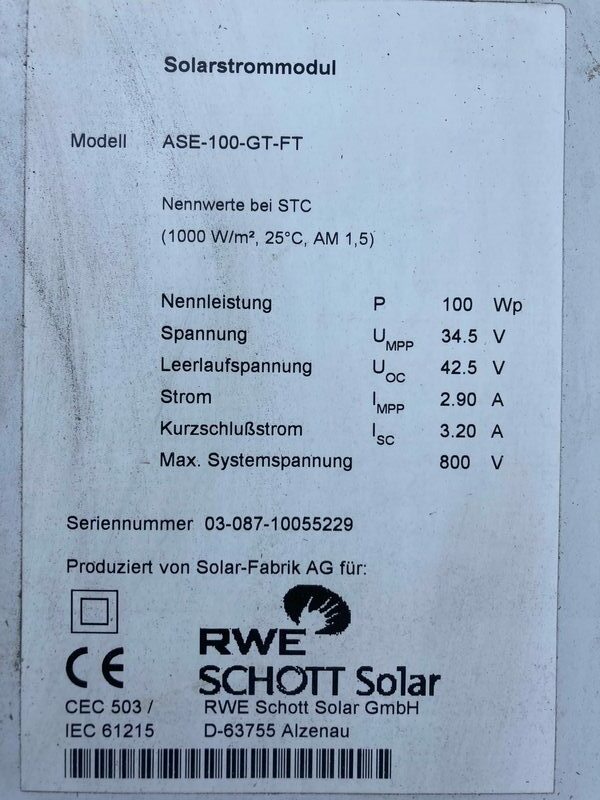 Solarstrommodul
Modell ASE-100-GT-FT
Nennwerte bei STC
(1000 W/m², 25°C, AM 1,5)
Nennleistung P 100 Wp
Spannung UMPP 34.5 V
Leerlaufspannung UOC 42.5 V
Strom IMPP 2.90 A
Kurzschlußstrom ISC 3.20 A
Max. Systemspannung 800 V
Seriennummer 03-087-10055229
Produziert von Solar-Fabrik AG für:
RWE
CE SCHOTT Solar
CEC 503 / RWE Schott Solar GmbH
IEC 61215 D-63755 Alzenau